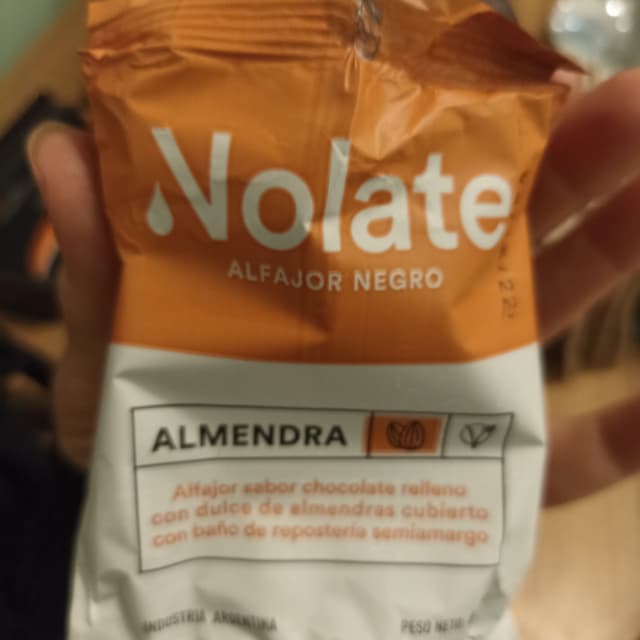 Nolate
ALFAJOR NEGRO
ALMENDRA
Alfajor sabor chocolate relleno
con dulce de almendras cubierto
con baño de repostería semiamargo
INDUSTRIA ARGENTINA
PESO NETO